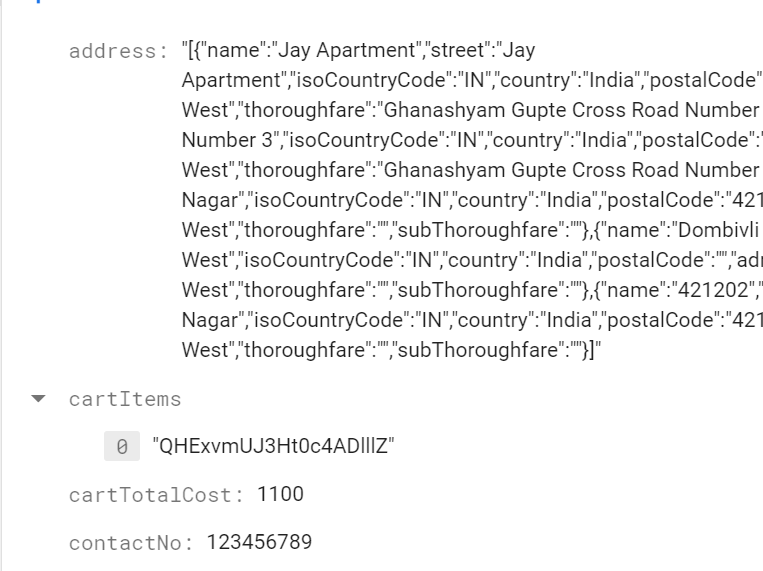 address: "[{"name":"Jay Apartment","street":"Jay
Apartment","isoCountryCode":"IN","country":"India","postalCode"
West","thoroughfare":"Ghanashyam Gupte Cross Road Number
Number 3","isoCountryCode":"IN","country":"India","postalCode":"
West","thoroughfare":"Ghanashyam Gupte Cross Road Number
Nagar","isoCountryCode":"IN","country":"India","postalCode":"421
West","thoroughfare":"","subThoroughfare":""},{"name":"Dombivli
West","isoCountryCode":"IN","country":"India","postalCode":"","adr
West","thoroughfare":"","subThoroughfare":""},{"name":"421202","
Nagar","isoCountryCode":"IN","country":"India","postalCode":"421
West","thoroughfare":"","subThoroughfare":""}]"
cartItems
0 "QHExvmUJ3Ht0c4ADlllZ"
cartTotalCost: 1100
contactNo: 123456789